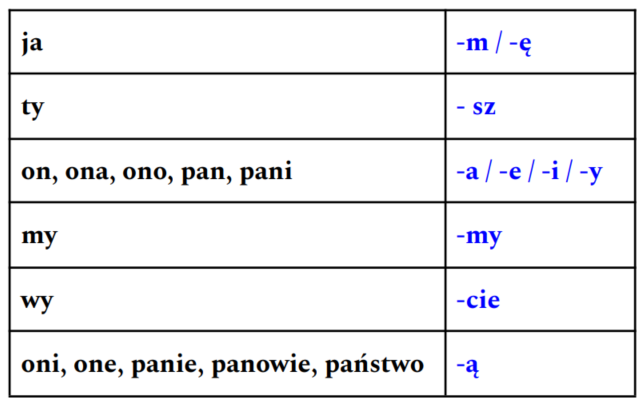 ja -m / -ę
ty - sz
on, ona, ono, pan, pani -a / -e / -i / -y
my -my
wy -cie
oni, one, panie, panowie, państwo -ą